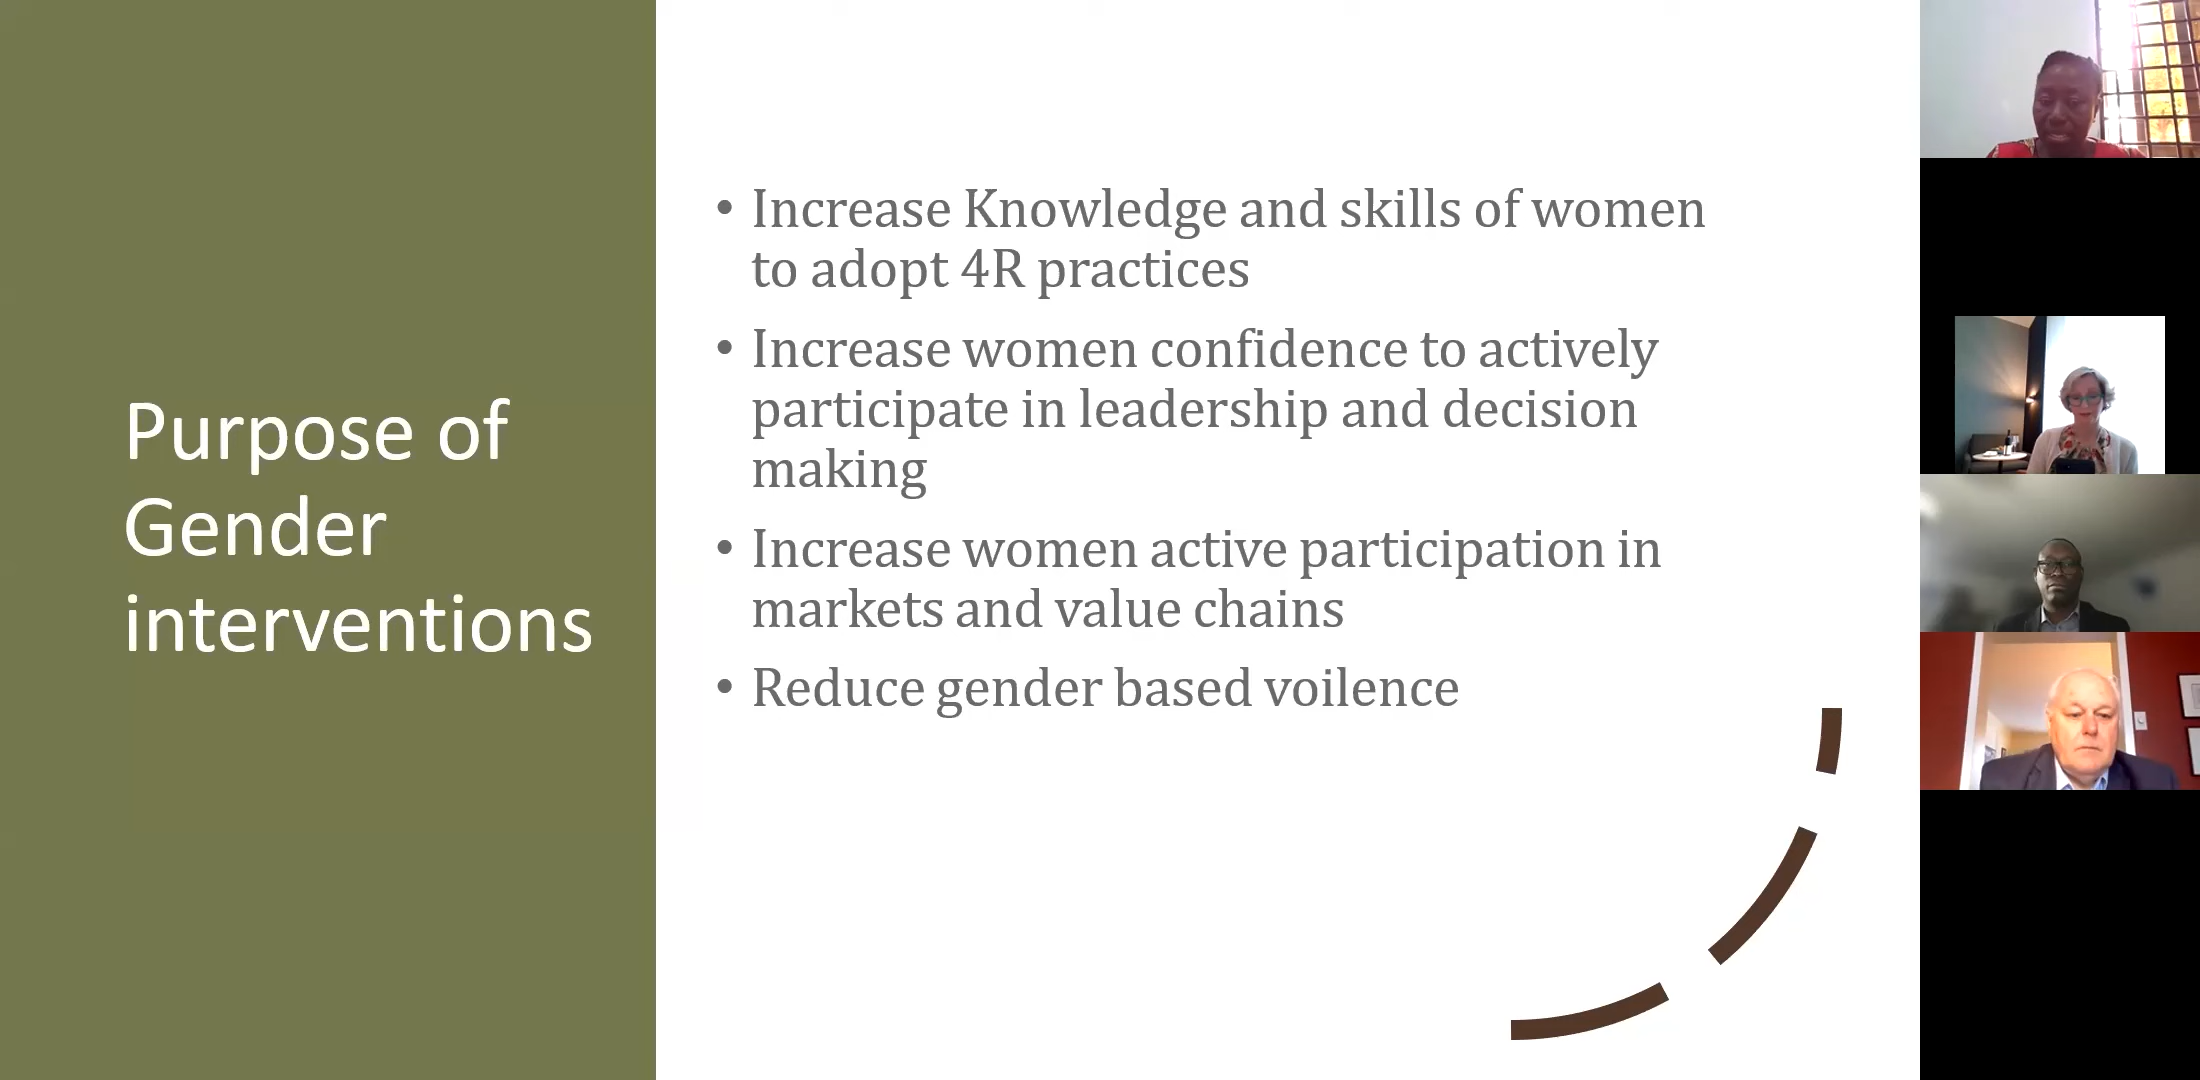 Purpose of
Gender
interventions
• Increase Knowledge and skills of women
to adopt 4R practices
• Increase women confidence to actively
participate in leadership and decision
making
• Increase women active participation in
markets and value chains
• Reduce gender based voilence